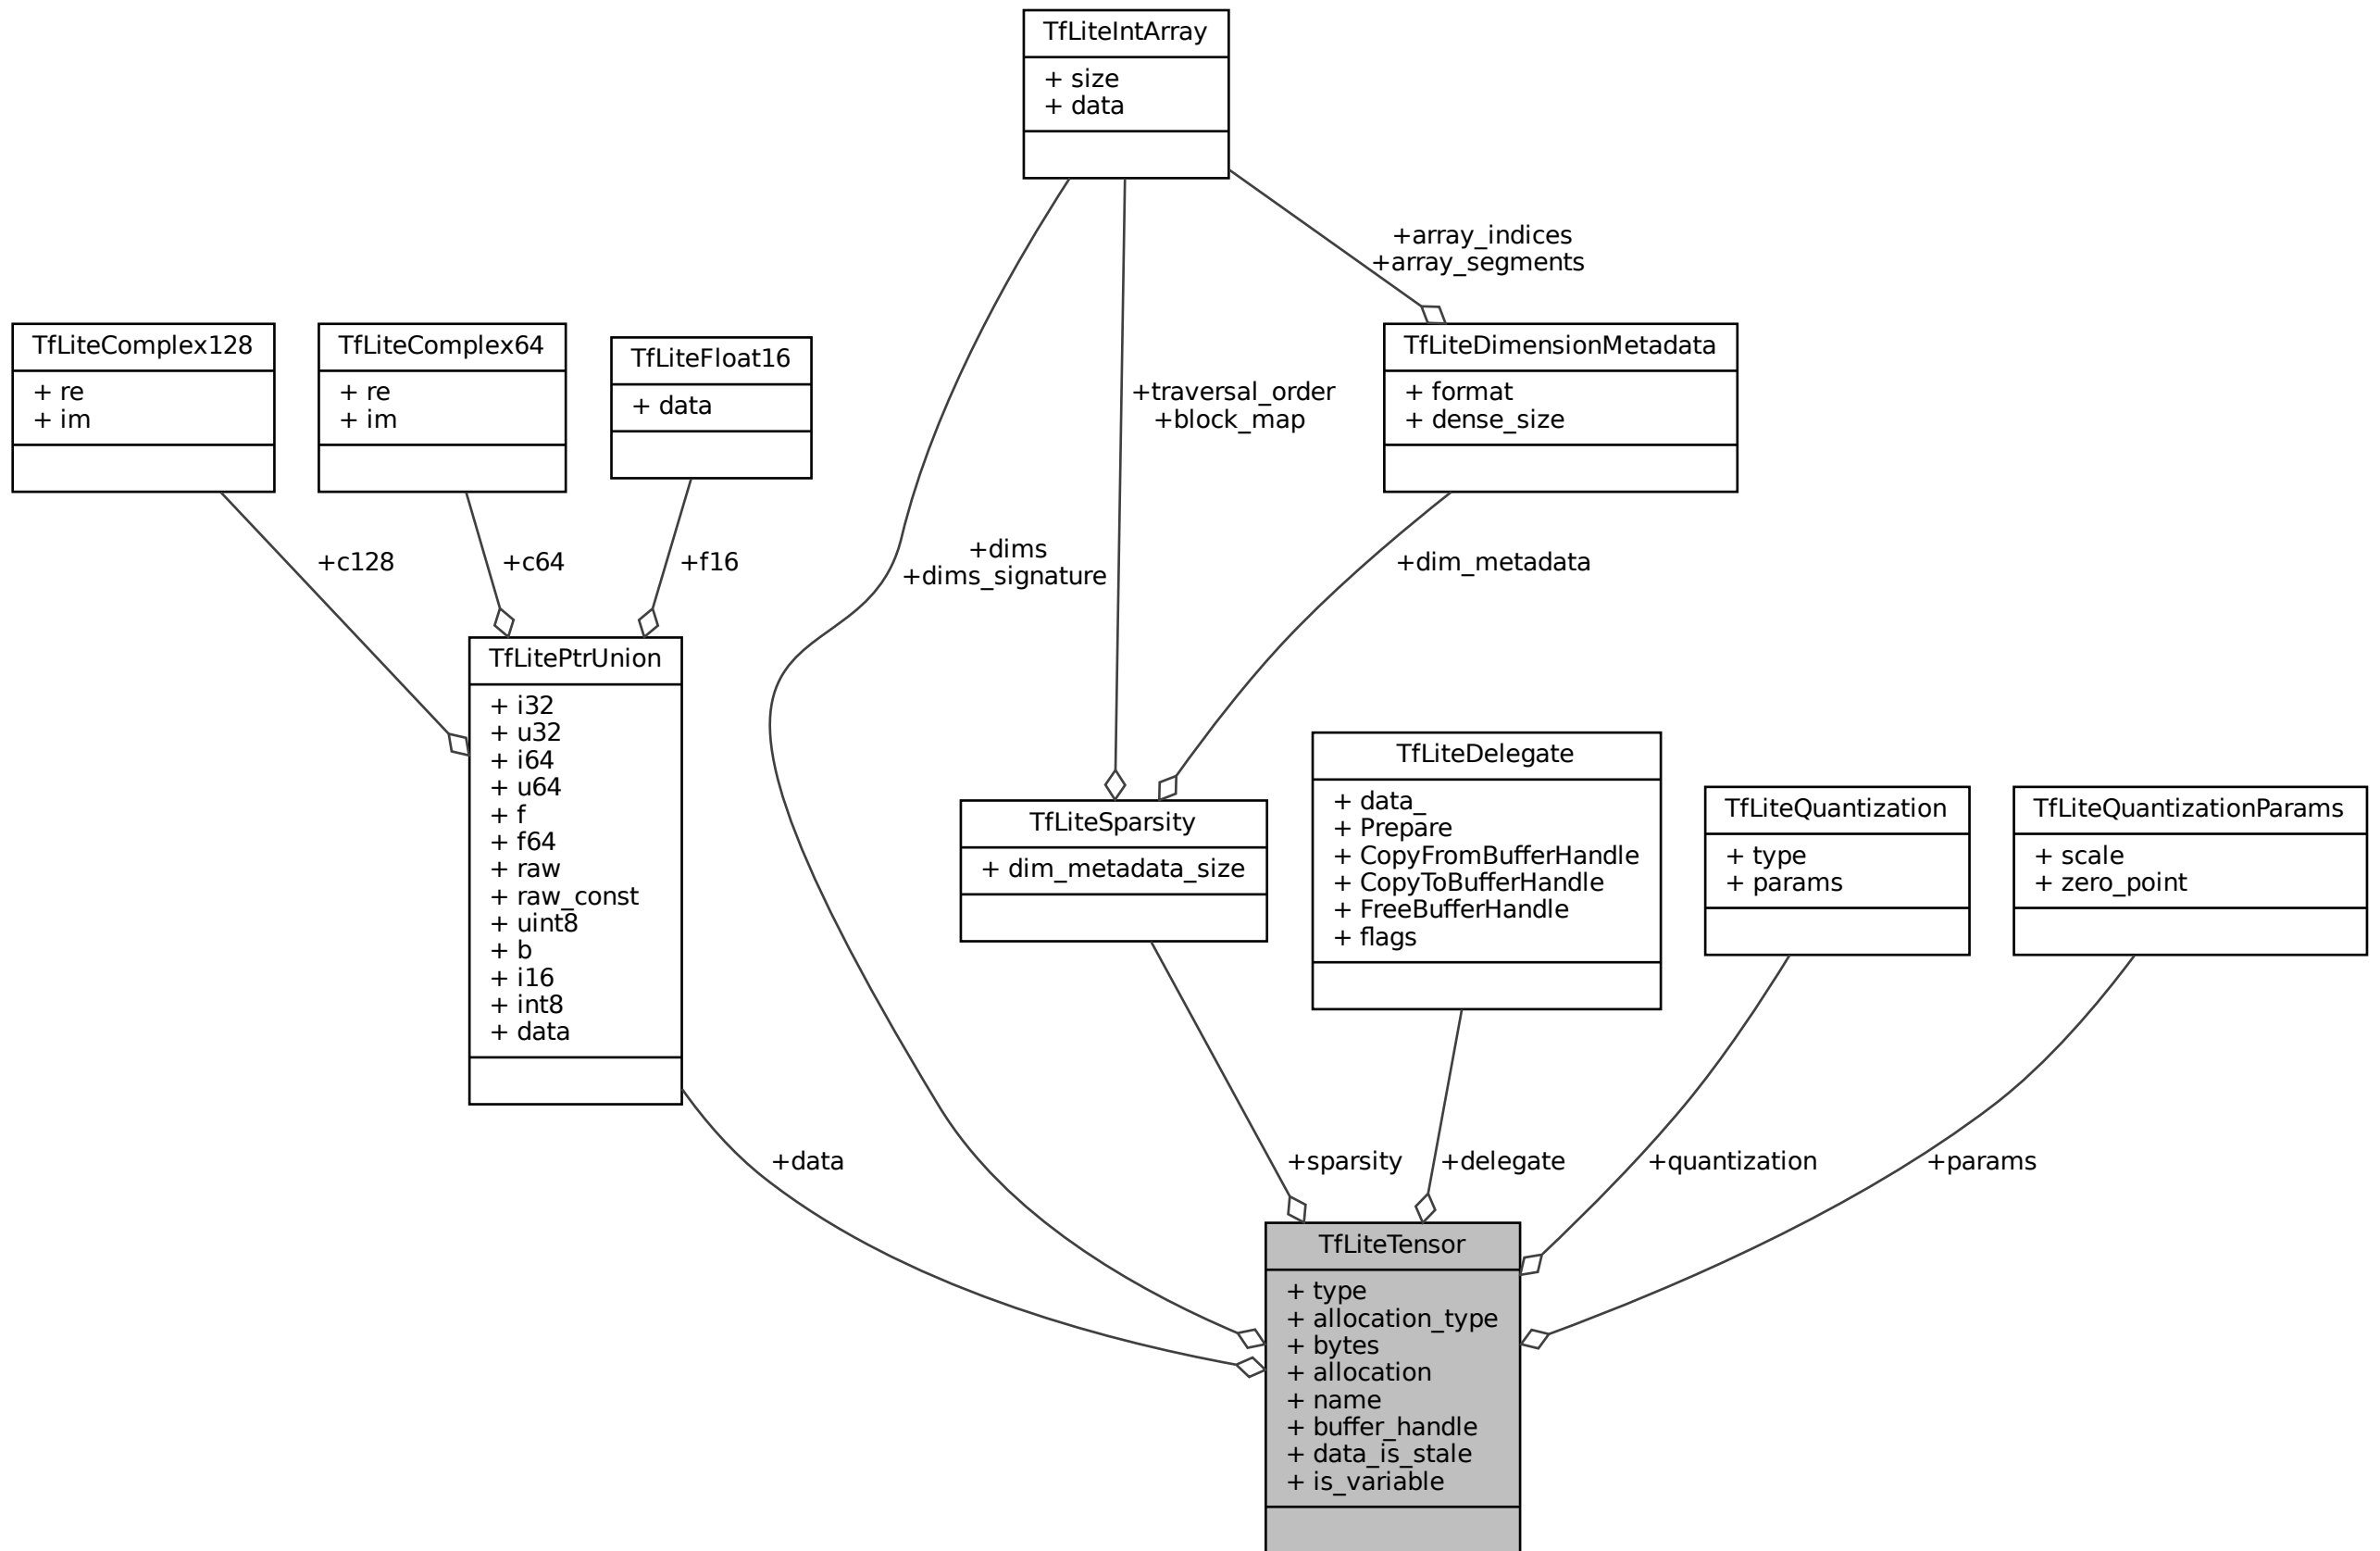 TfLiteIntArray
+ size
+ data
+array_indices
+array_segments
TfLiteComplex128
+ re
+ im
TfLiteComplex64
+ re
+ im
TfLiteFloat16
+ data
+traversal_order
+block_map
TfLiteDimensionMetadata
+ format
+ dense_size
+c128
+c64
+f16
+dims
+dims_signature
+dim_metadata
TfLitePtrUnion
+ i32
+ u32
+ i64
+ u64
+ f
+ f64
+ raw
+ raw_const
+ uint8
+ b
+ i16
+ int8
+ data
TfLiteSparsity
+ dim_metadata_size
TfLiteDelegate
+ data_
+ Prepare
+ CopyFromBufferHandle
+ CopyToBufferHandle
+ FreeBufferHandle
+ flags
TfLiteQuantization
+ type
+ params
TfLiteQuantizationParams
+ scale
+ zero_point
+data
+sparsity
+delegate
+quantization
+params
TfLiteTensor
+ type
+ allocation_type
+ bytes
+ allocation
+ name
+ buffer_handle
+ data_is_stale
+ is_variable